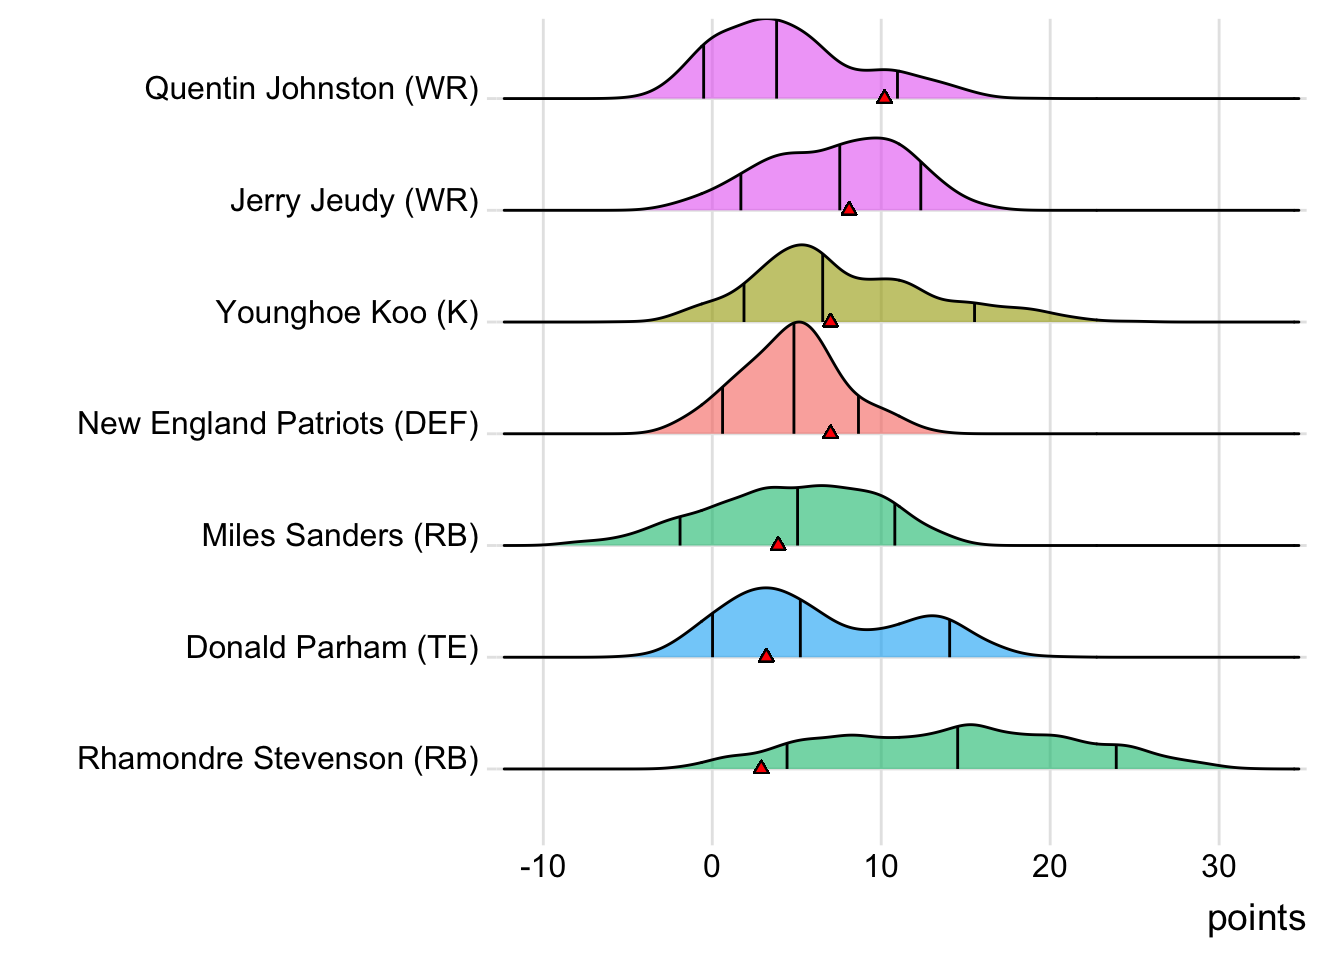 Quentin Johnston (WR)
Jerry Jeudy (WR)
Younghoe Koo (K)
New England Patriots (DEF)
Miles Sanders (RB)
Donald Parham (TE)
Rhamondre Stevenson (RB)
-10 0 10 20 30
points